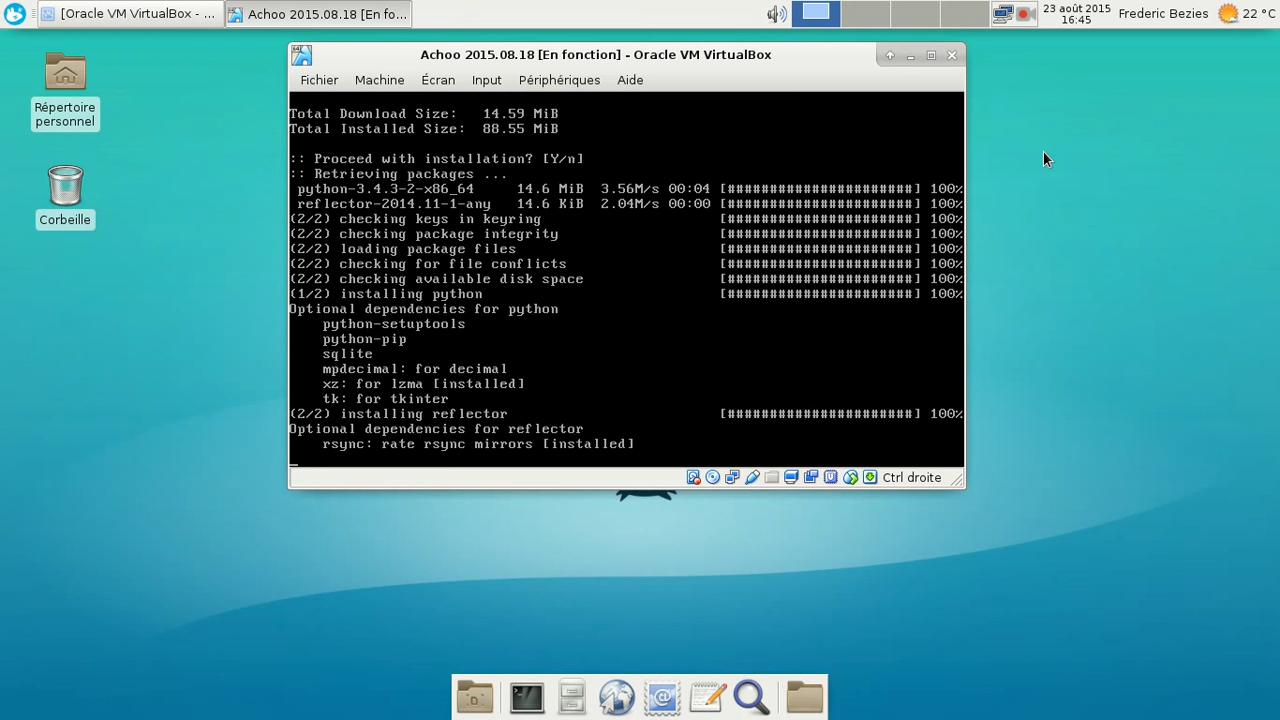 [Oracle VM VirtualBox - ...
Achoo 2015.08.18 [En fo...
23 août 2015
16:45
Frederic Bezies
22 °C
Répertoire
personnel
Corbeille
Achoo 2015.08.18 [En fonction] - Oracle VM VirtualBox
Fichier Machine Écran Input Périphériques Aide
Total Download Size: 14.59 MiB
Total Installed Size: 88.55 MiB
:: Proceed with installation? [Y/n]
:: Retrieving packages ...
python-3.4.3-2-x86_64 14.6 MiB 3.56M/s 00:04 [######################] 100%
reflector-2014.11-1-any 14.6 KiB 2.04M/s 00:00 [######################] 100%
(2/2) checking keys in keyring [######################] 100%
(2/2) checking package integrity [######################] 100%
(2/2) loading package files [######################] 100%
(2/2) checking for file conflicts [######################] 100%
(2/2) checking available disk space [######################] 100%
(1/2) installing python [######################] 100%
Optional dependencies for python
python-setuptools
python-pip
sqlite
mpdecimal: for decimal
xz: for lzma [installed]
tk: for tkinter
(2/2) installing reflector [######################] 100%
Optional dependencies for reflector
rsync: rate rsync mirrors [installed]
_
Ctrl droite